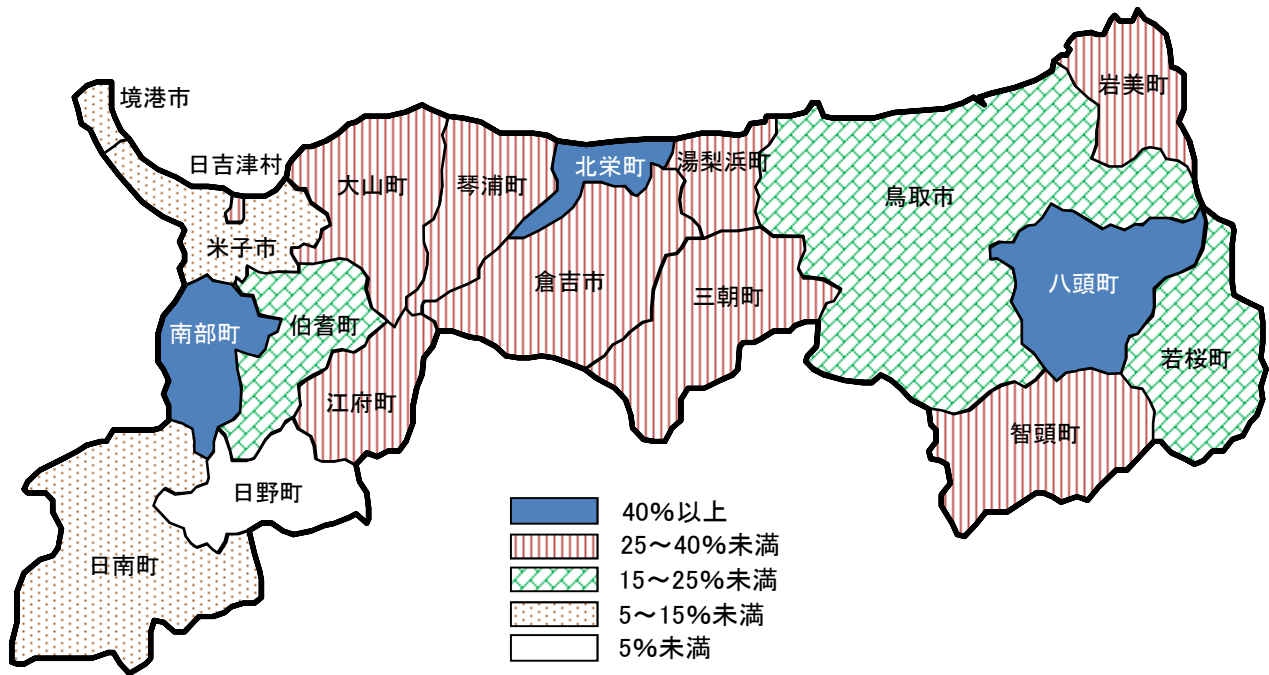 岩美町
境港市
日吉津村
北栄町
湯梨浜町
大山町
琴浦町
鳥取市
米子市
倉吉市
三朝町
八頭町
南部町
伯耆町
若桜町
江府町
智頭町
日野町
日南町
40%以上
25～40%未満
15～25%未満
5～15%未満
5%未満